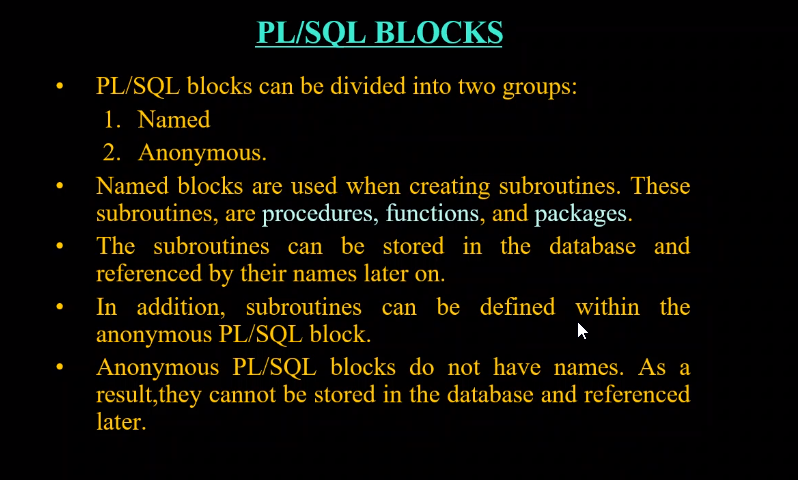 PL/SQL BLOCKS
• PL/SQL blocks can be divided into two groups:
1. Named
2. Anonymous.
• Named blocks are used when creating subroutines. These
subroutines, are procedures, functions, and packages.
• The subroutines can be stored in the database and
referenced by their names later on.
• In addition, subroutines can be defined within the
anonymous PL/SQL block.
• Anonymous PL/SQL blocks do not have names. As a
result,they cannot be stored in the database and referenced
later.